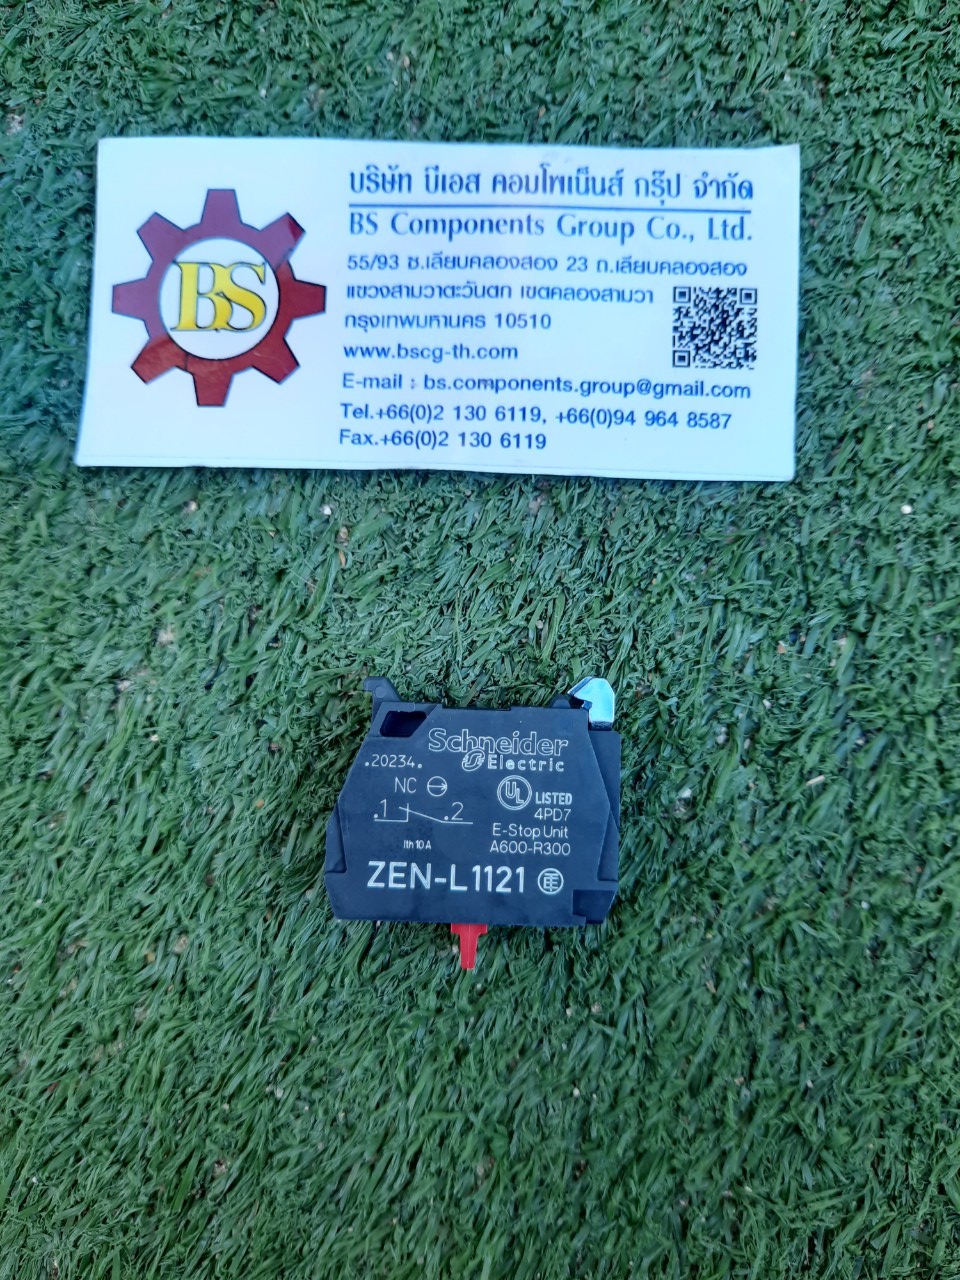 BS
บริษัท บีเอส คอมโพเน็นส์ กรุ๊ป จำกัด
BS Components Group Co., Ltd.
55/93 ซ.เลียบคลองสอง 23 ถ.เลียบคลองสอง
แขวงสามวาตะวันตก เขตคลองสามวา
กรุงเทพมหานคร 10510
www.bscg-th.com
E-mail : bs.components.group@gmail.com
Tel.+66(0)2 130 6119, +66(0)94 964 8587
Fax.+66(0)2 130 6119
Schneider
Electric
.20234.
NC
UL LISTED
4PD7
.1 .2
E-Stop Unit
Ith 10 A
A600-R300
ZEN-L1121